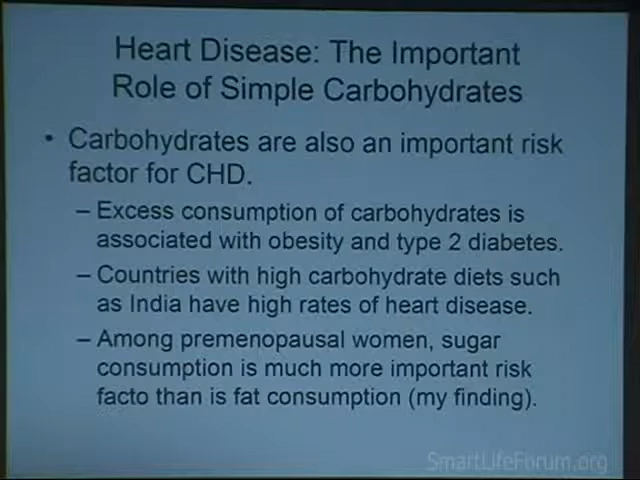 Heart Disease: The Important
Role of Simple Carbohydrates
• Carbohydrates are also an important risk
factor for CHD.
– Excess consumption of carbohydrates is
associated with obesity and type 2 diabetes.
– Countries with high carbohydrate diets such
as India have high rates of heart disease.
– Among premenopausal women, sugar
consumption is much more important risk
facto than is fat consumption (my finding).
SmartLifeForum.org